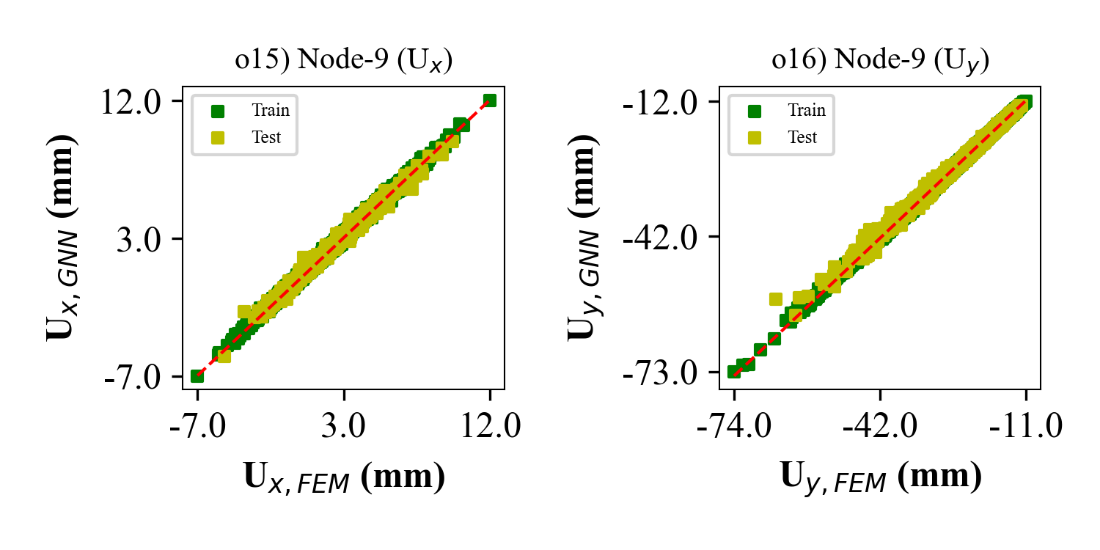 o15) Node-9 (Ux)
12.0
3.0
-7.0
Train
Test
Ux, GNN (mm)
-7.0 3.0 12.0
Ux, FEM (mm)
o16) Node-9 (Uy)
-12.0
-42.0
-73.0
Train
Test
Uy, GNN (mm)
-74.0 -42.0 -11.0
Uy, FEM (mm)